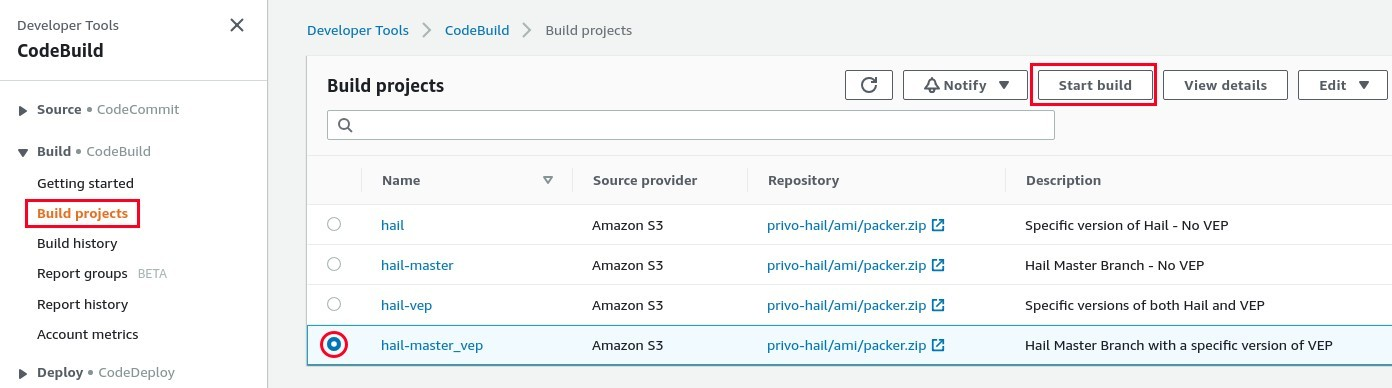 Developer Tools
CodeBuild
Source • CodeCommit
Build • CodeBuild
Getting started
Build projects
Build history
Report groups BETA
Report history
Account metrics
Deploy • CodeDeploy
Developer Tools > CodeBuild > Build projects
Build projects
Notify
Start build
View details
Edit
Name Source provider Repository Description
hail Amazon S3 privo-hail/ami/packer.zip Specific version of Hail - No VEP
hail-master Amazon S3 privo-hail/ami/packer.zip Hail Master Branch - No VEP
hail-vep Amazon S3 privo-hail/ami/packer.zip Specific versions of both Hail and VEP
hail-master_vep Amazon S3 privo-hail/ami/packer.zip Hail Master Branch with a specific version of VEP